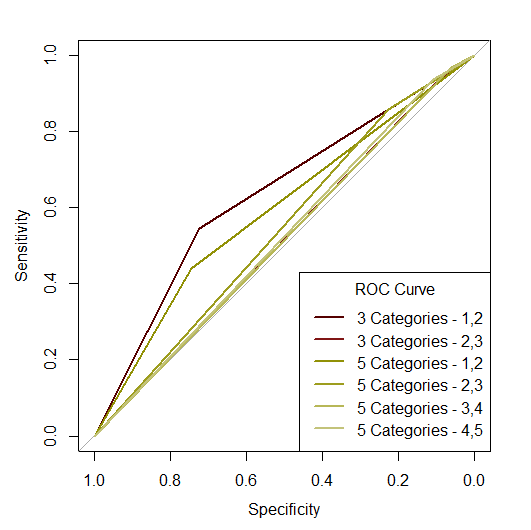 1.0
0.8
0.6
0.4
0.2
0.0
Sensitivity
ROC Curve
3 Categories - 1,2
3 Categories - 2,3
5 Categories - 1,2
5 Categories - 2,3
5 Categories - 3,4
5 Categories - 4,5
1.0 0.8 0.6 0.4 0.2 0.0
Specificity